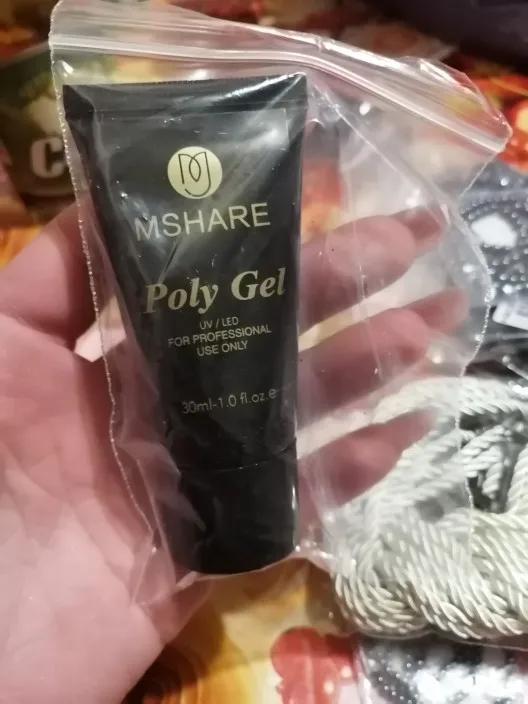 MSHARE
Poly Gel
UV / LED
FOR PROFESSIONAL
USE ONLY
30ml-1.0 fl.oz.e